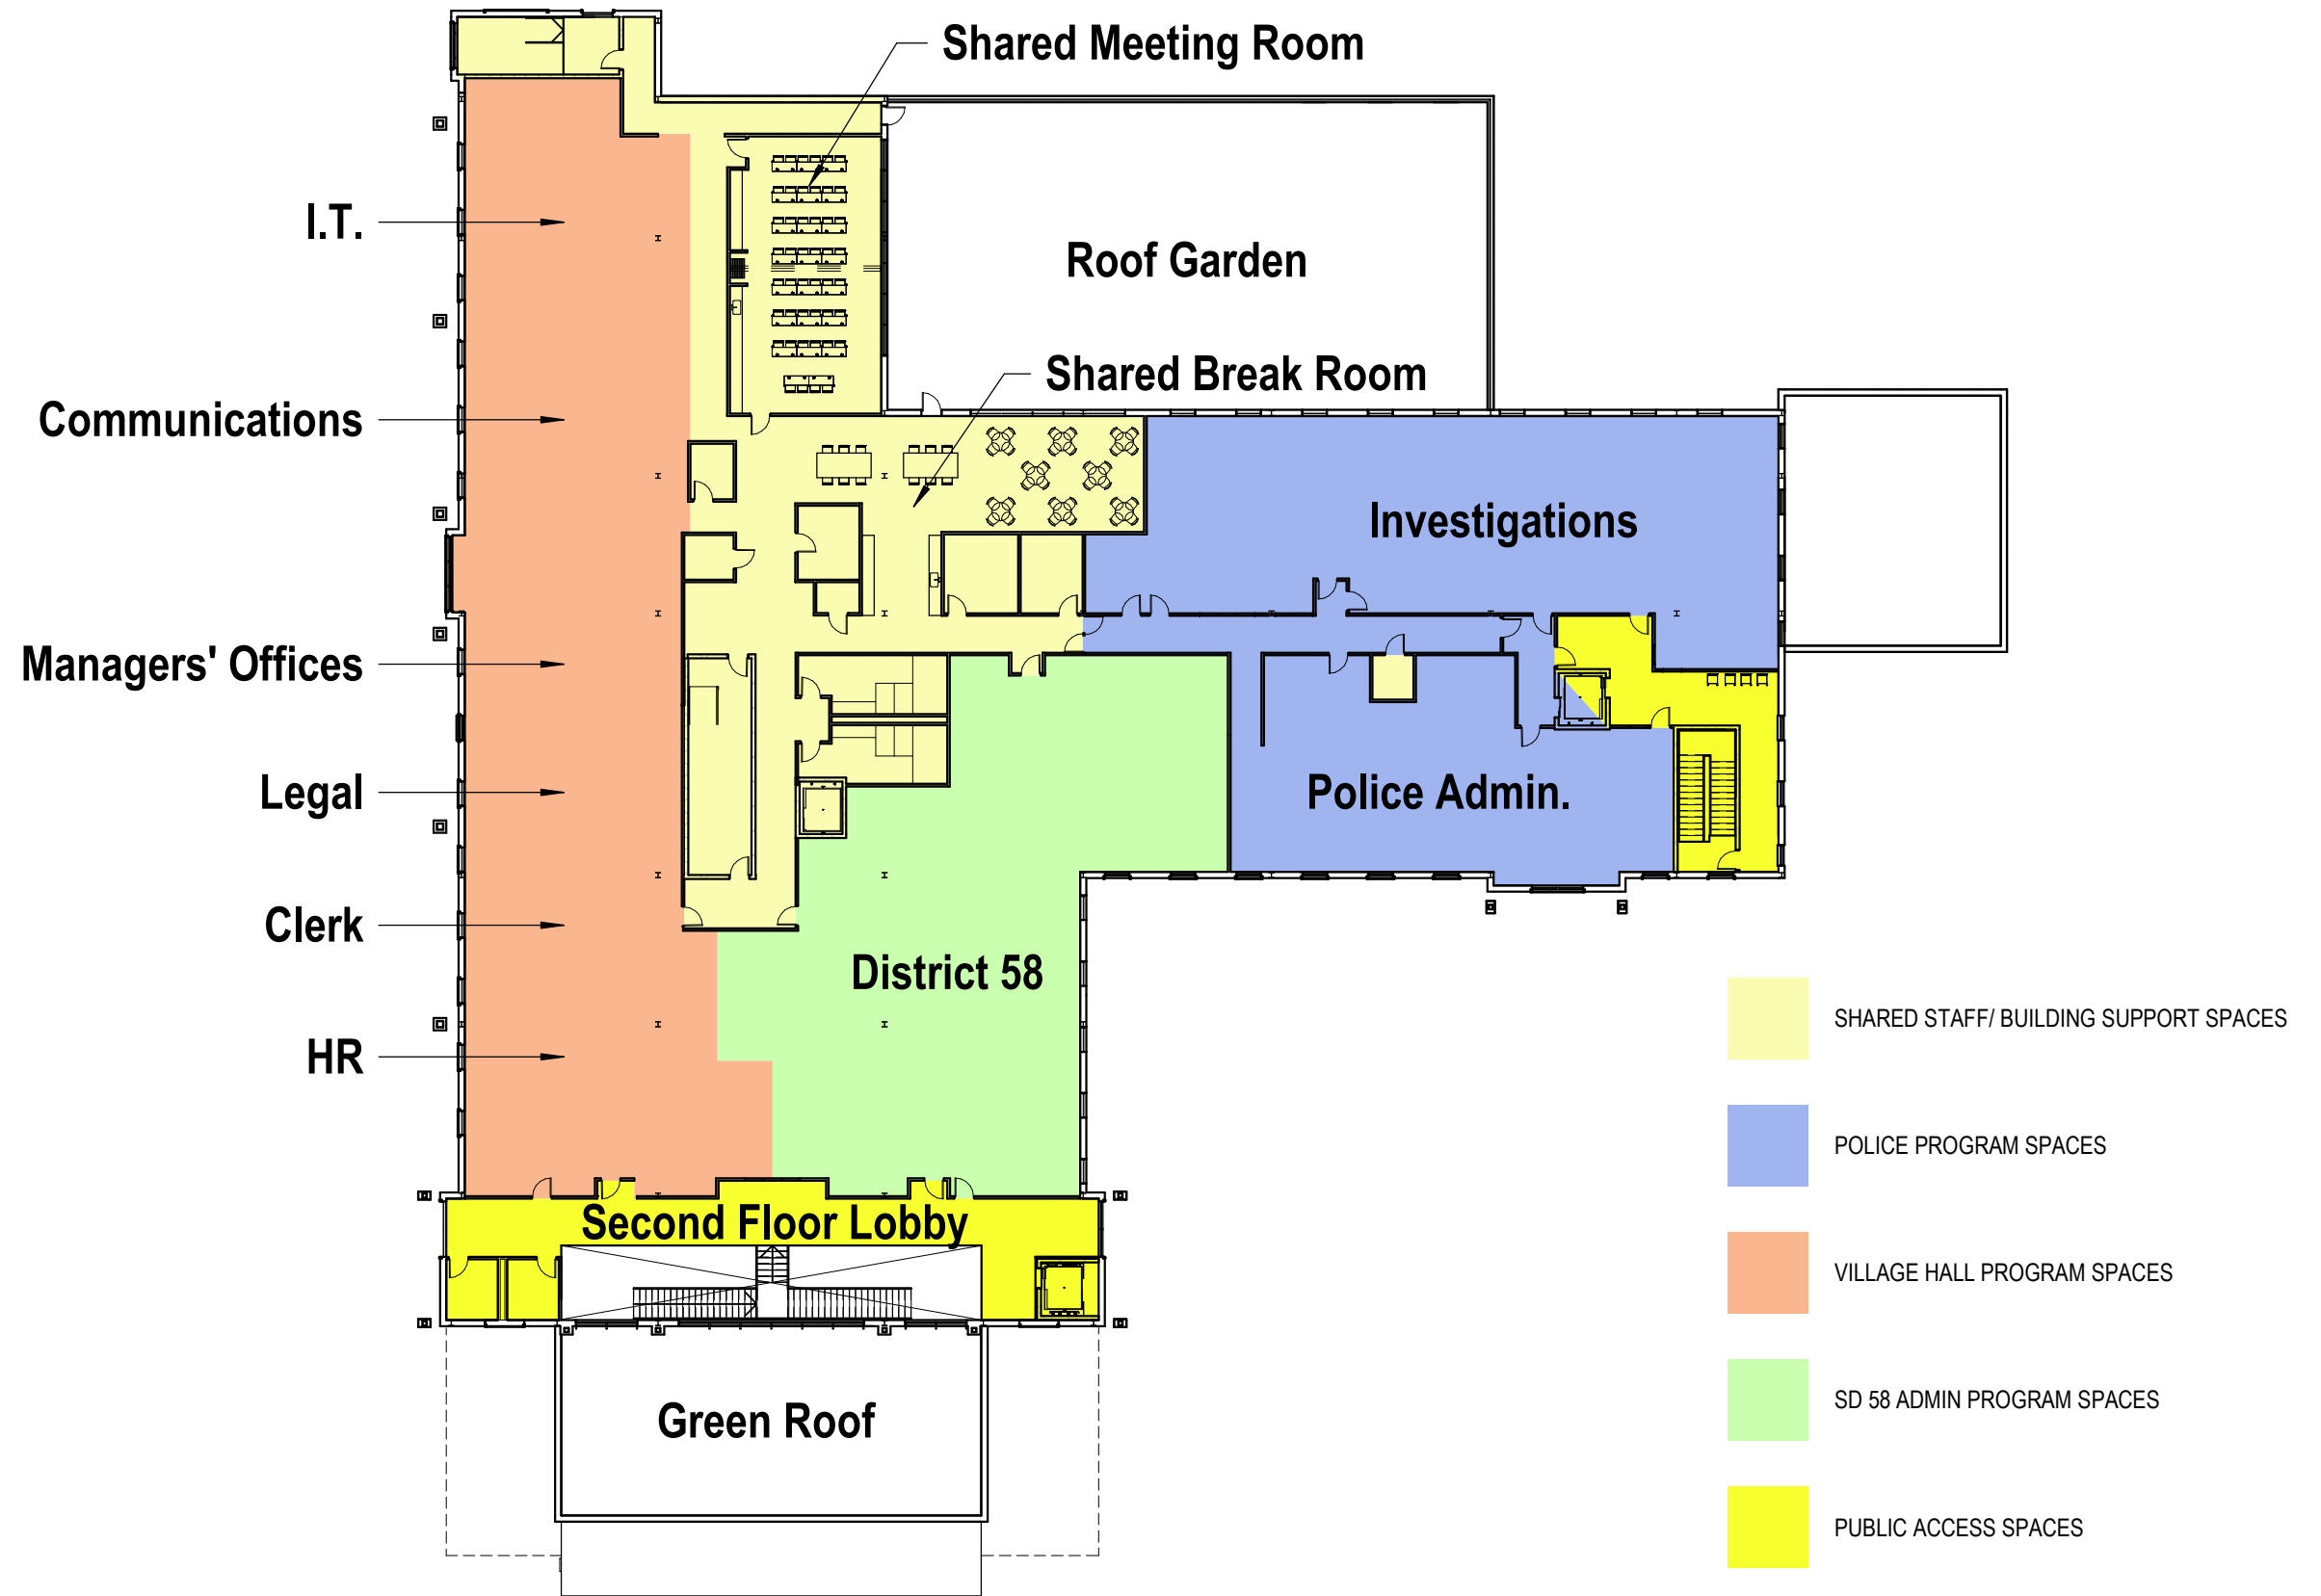 Shared Meeting Room
I.T.
Roof Garden
Shared Break Room
Communications
Investigations
Managers' Offices
Legal
Police Admin.
Clerk
District 58
HR
Second Floor Lobby
Green Roof
SHARED STAFF/ BUILDING SUPPORT SPACES
POLICE PROGRAM SPACES
VILLAGE HALL PROGRAM SPACES
SD 58 ADMIN PROGRAM SPACES
PUBLIC ACCESS SPACES